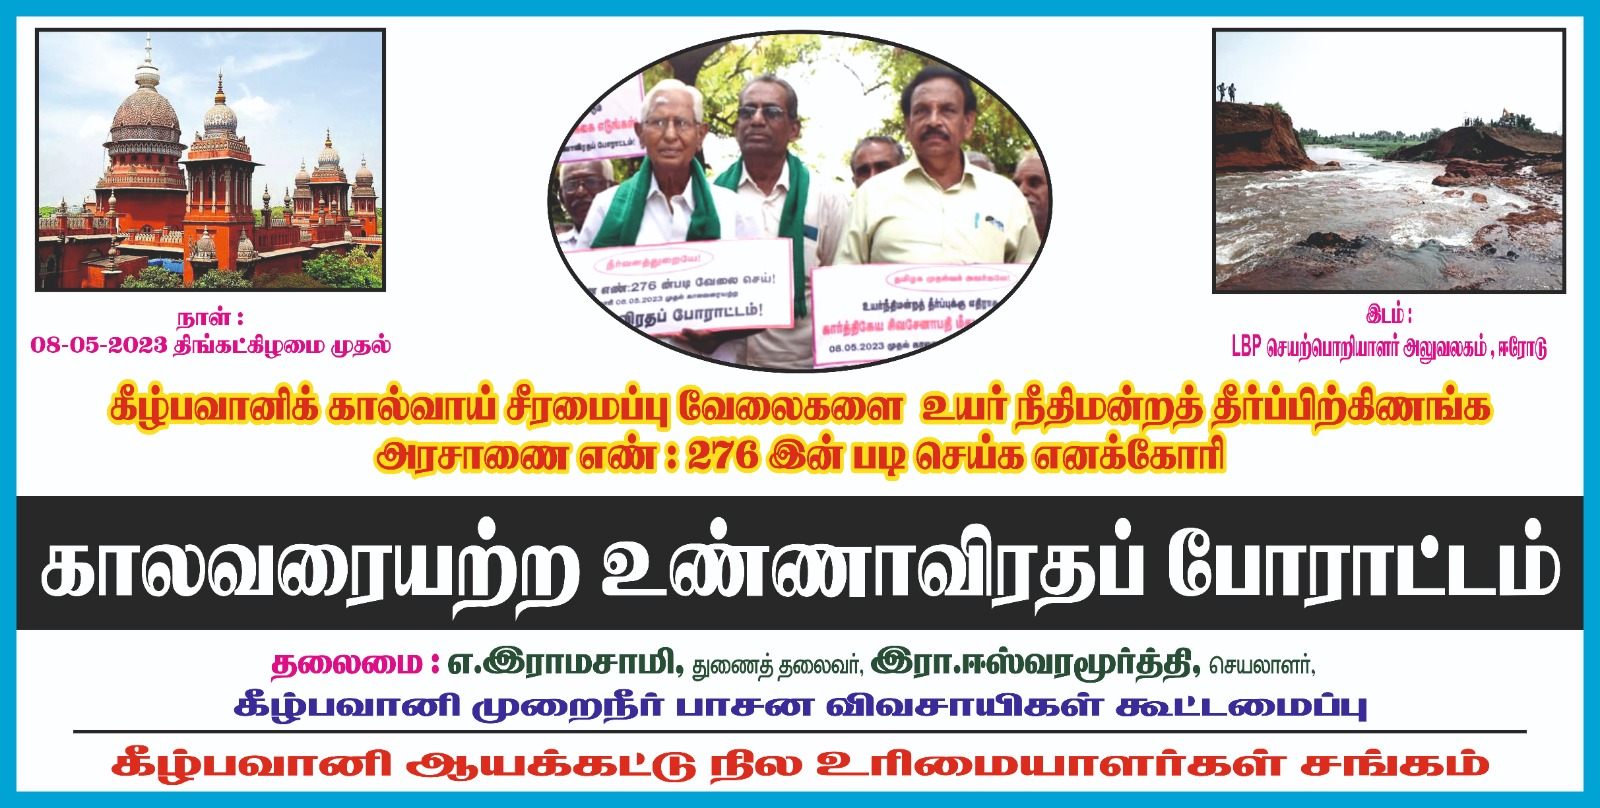 கை எடுங்கள்!
ாவிரதப் போராட்டம்!
நீர்வளத்துறையே!
எண்:276 ன்படி வேலை செய்!
08.05.2023 முதல் காலவரையற்ற
விரதப் போராட்டம்!
தமிழக முதல்வர் அவர்களே!
உயர்நீதிமன்றத் தீர்ப்புக்கு எதிராக
கார்த்திகேய சிவசேனாபதி மீது
08.05.2023 முதல் கால
நாள் :
08-05-2023 திங்கட்கிழமை முதல்
இடம் :
LBP செயற்பொறியாளர் அலுவலகம் , ஈரோடு
கீழ்பவானிக் கால்வாய் சீரமைப்பு வேலைகளை உயர் நீதிமன்றத் தீர்ப்பிற்கிணங்க
அரசாணை எண் : 276 இன் படி செய்க எனக்கோரி
காலவரையற்ற உண்ணாவிரதப் போராட்டம்
தலைமை : எ.இராமசாமி, துணைத் தலைவர், இரா.ஈஸ்வரமூர்த்தி, செயலாளர்,
கீழ்பவானி முறைநீர் பாசன விவசாயிகள் கூட்டமைப்பு
கீழ்பவானி ஆயக்கட்டு நில உரிமையாளர்கள் சங்கம்